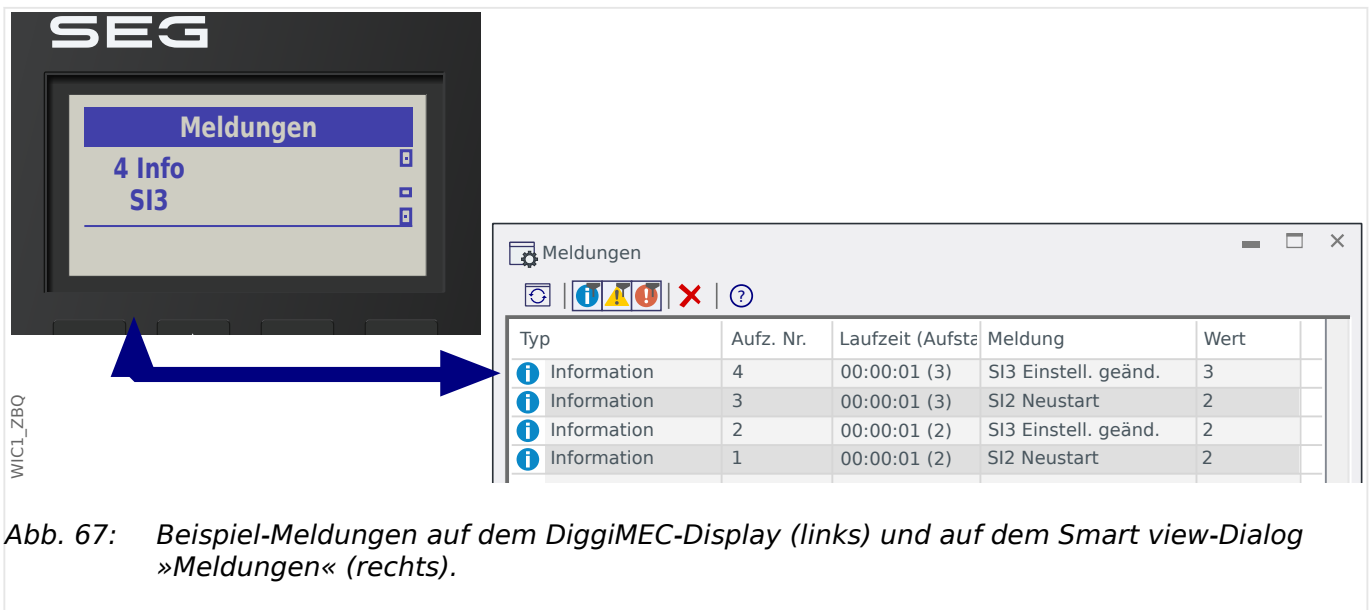 SEG
Meldungen
4 Info
SI3
Meldungen
Typ Aufz. Nr. Laufzeit (Aufsta Meldung Wert
Information 4 00:00:01 (3) SI3 Einstell. geänd. 3
Information 3 00:00:01 (3) SI2 Neustart 2
Information 2 00:00:01 (2) SI3 Einstell. geänd. 2
Information 1 00:00:01 (2) SI2 Neustart 2
WIC1_ZBQ
Abb. 67: Beispiel-Meldungen auf dem DiggiMEC-Display (links) und auf dem Smart view-Dialog
»Meldungen« (rechts).